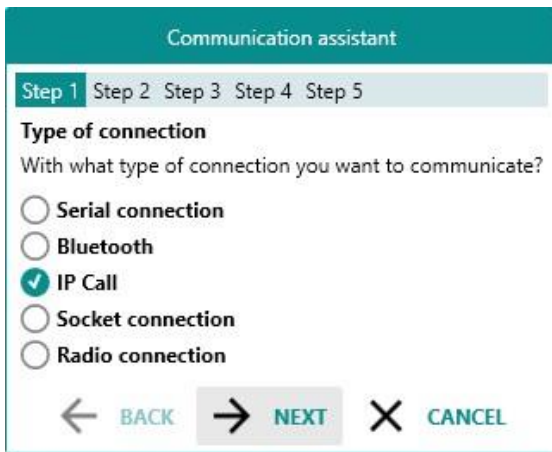 Communication assistant
Step 1 Step 2 Step 3 Step 4 Step 5
Type of connection
With what type of connection you want to communicate?
Serial connection
Bluetooth
IP Call
Socket connection
Radio connection
BACK NEXT CANCEL